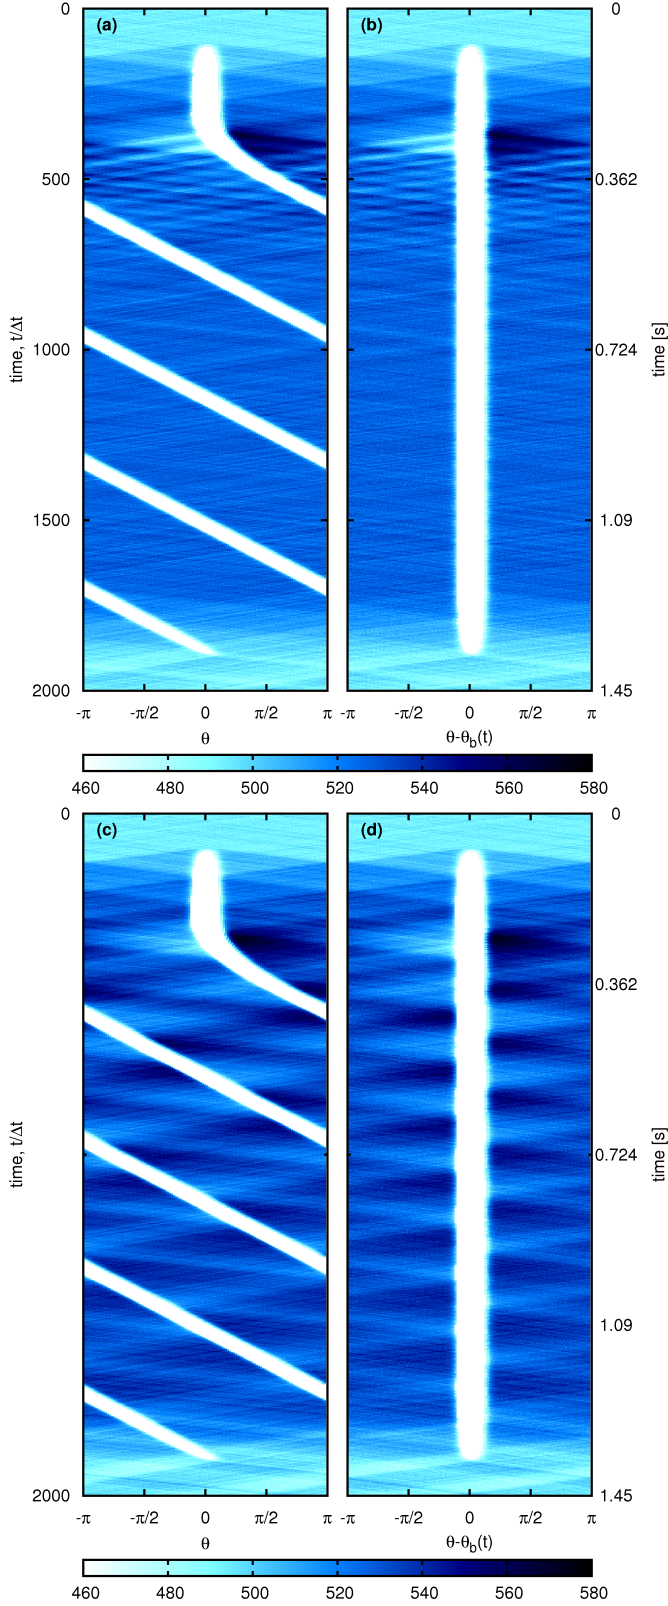 0 (a) (b) 0
500 0.362
1000 0.724
1500 1.09
2000 1.45
time, t/Δt
time [s]
-π -π/2 0 π/2 π -π -π/2 0 π/2 π
θ θ-θb(t)
460 480 500 520 540 560 580
0 (c) (d) 0
0.362
0.724
1.09
2000 1.45
time, t/Δt
time [s]
-π -π/2 0 π/2 π -π -π/2 0 π/2 π
θ θ-θb(t)
460 480 500 520 540 560 580